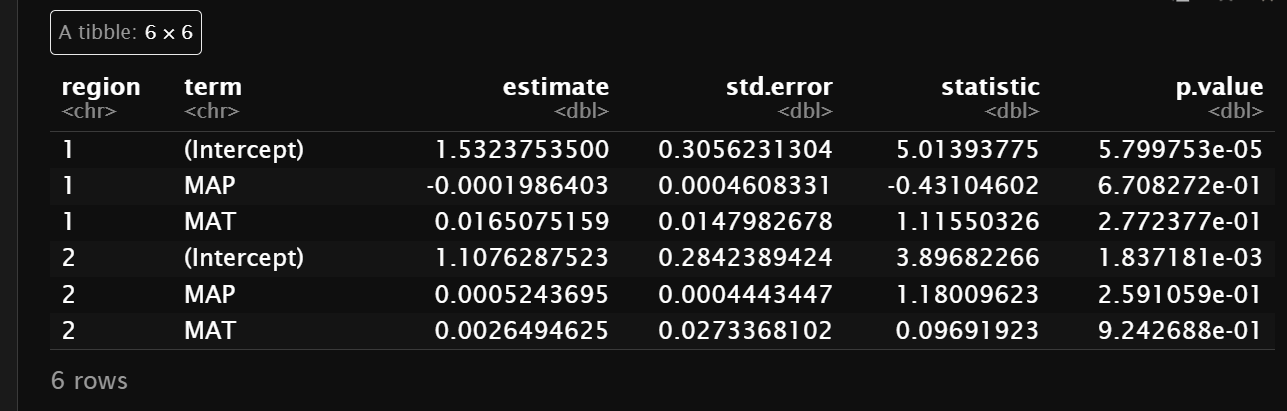 A tibble: 6 × 6
region term estimate std.error statistic p.value
<chr> <chr> <dbl> <dbl> <dbl> <dbl>
1 (Intercept) 1.5323753500 0.3056231304 5.01393775 5.799753e-05
1 MAP -0.0001986403 0.0004608331 -0.43104602 6.708272e-01
1 MAT 0.0165075159 0.0147982678 1.11550326 2.772377e-01
2 (Intercept) 1.1076287523 0.2842389424 3.89682266 1.837181e-03
2 MAP 0.0005243695 0.0004443447 1.18009623 2.591059e-01
2 MAT 0.0026494625 0.0273368102 0.09691923 9.242688e-01
6 rows